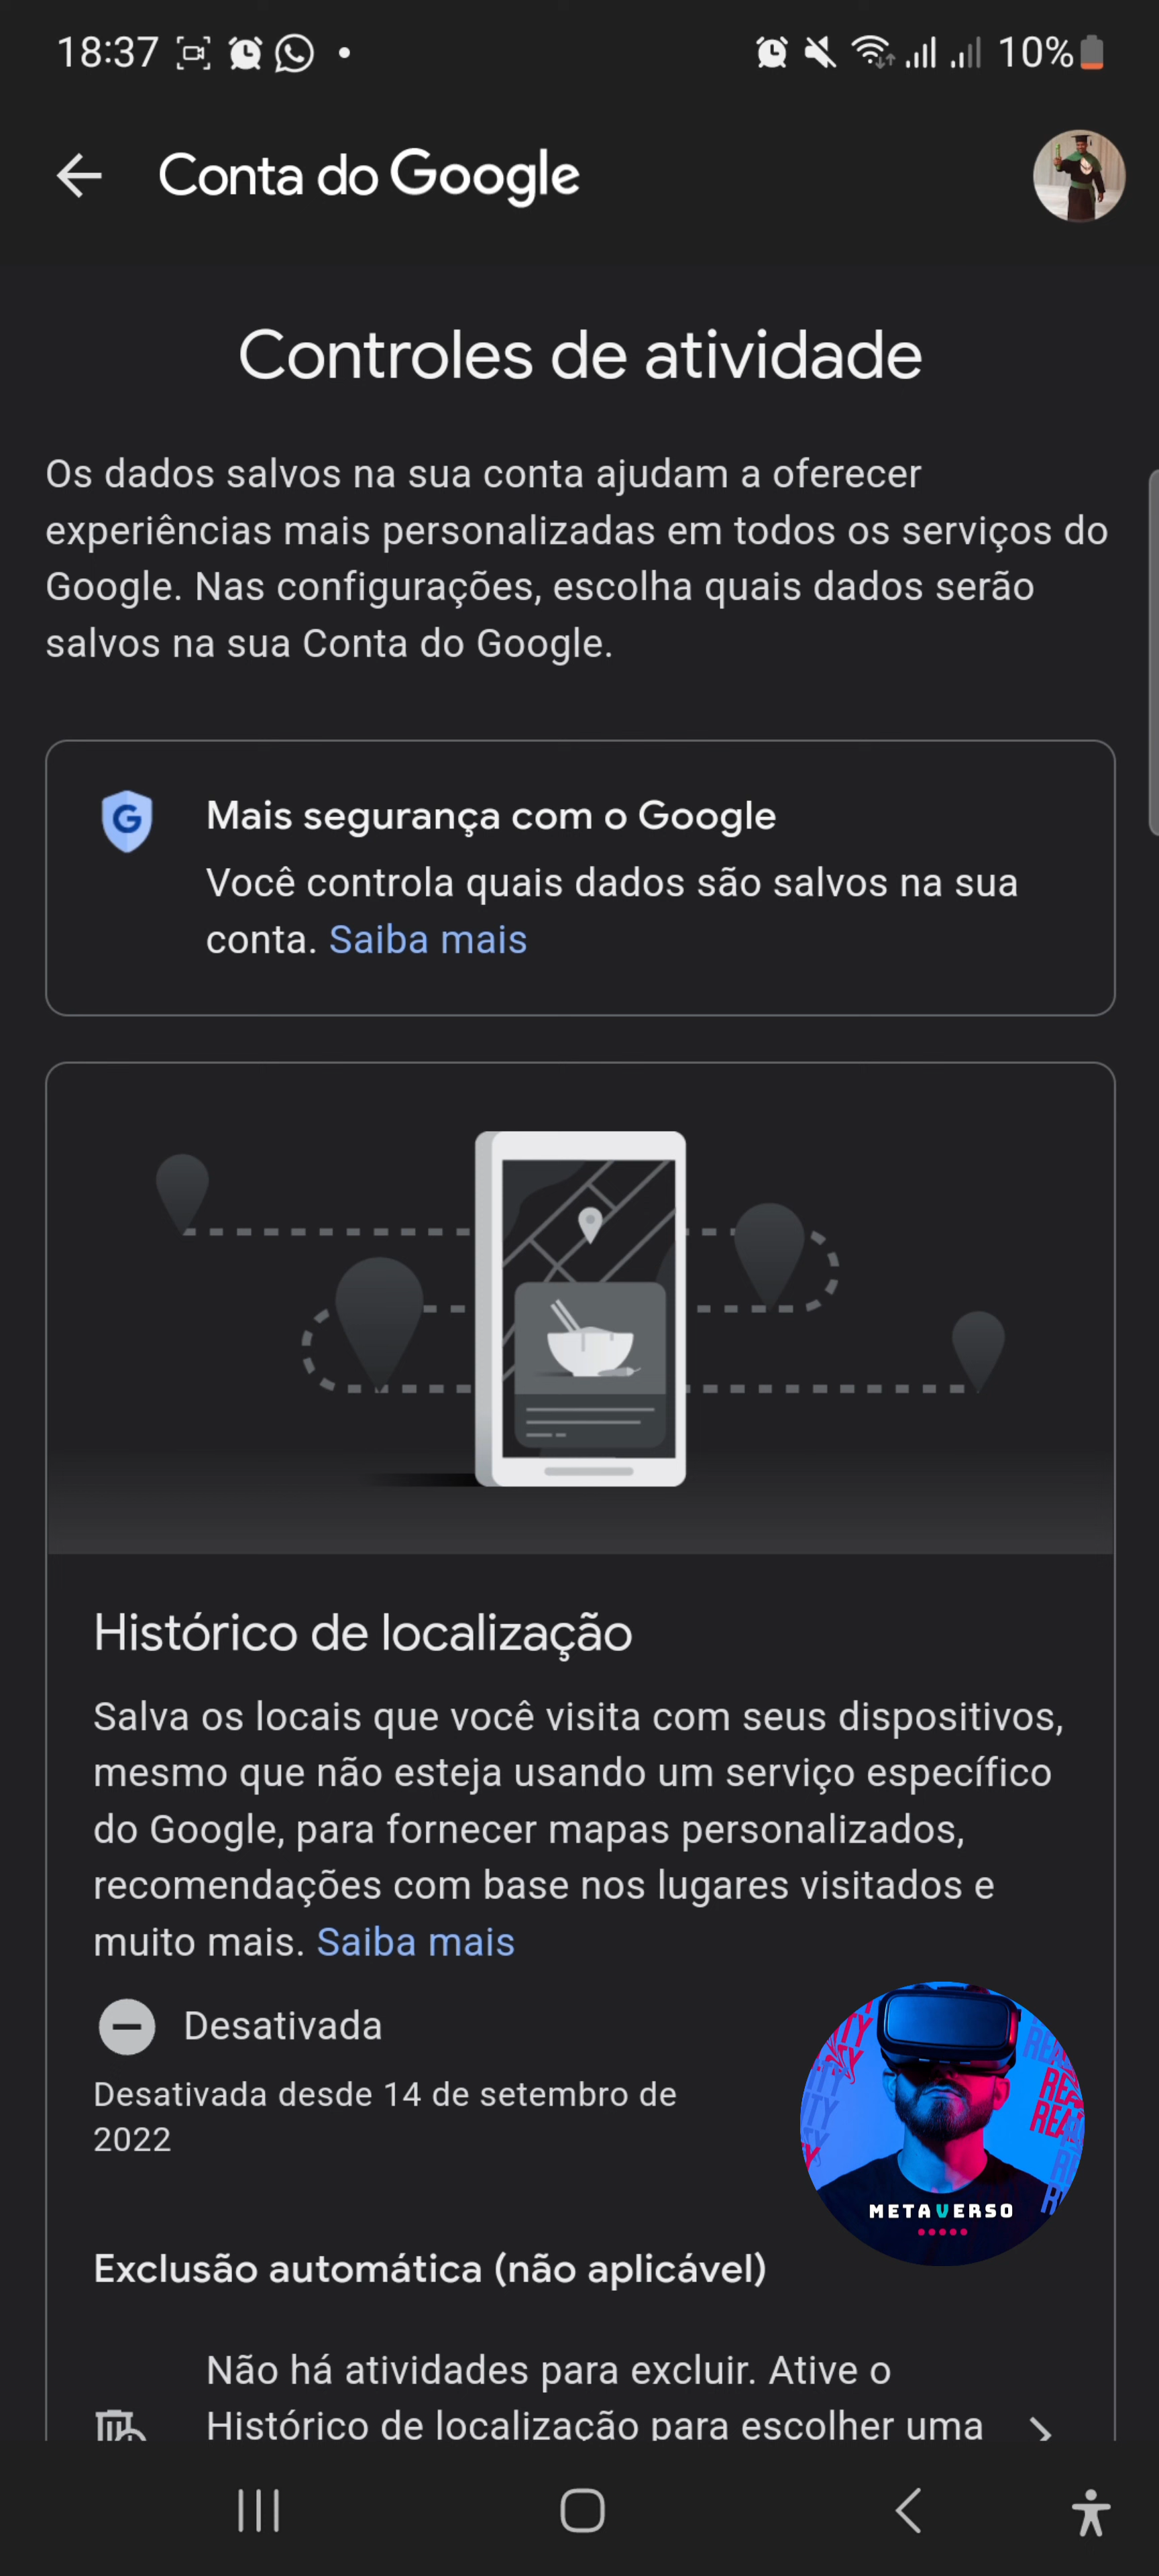 18:37
10%
Conta do Google
Controles de atividade
Os dados salvos na sua conta ajudam a oferecer
experiências mais personalizadas em todos os serviços do
Google. Nas configurações, escolha quais dados serão
salvos na sua Conta do Google.
G
Mais segurança com o Google
Você controla quais dados são salvos na sua
conta. Saiba mais
Histórico de localização
Salva os locais que você visita com seus dispositivos,
mesmo que não esteja usando um serviço específico
do Google, para fornecer mapas personalizados,
recomendações com base nos lugares visitados e
muito mais. Saiba mais
Desativada
Desativada desde 14 de setembro de
2022
METAVERSO
Exclusão automática (não aplicável)
Não há atividades para excluir. Ative o
Histórico de localização para escolher uma